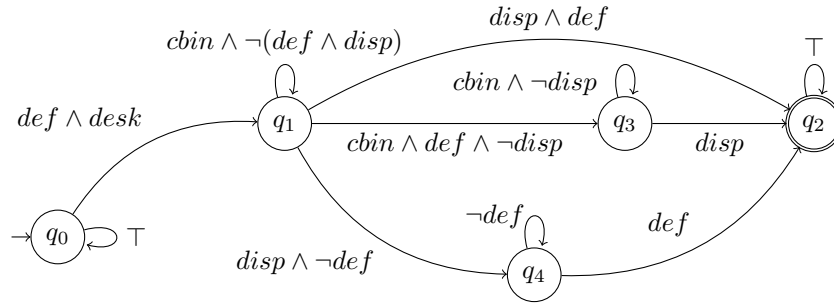 disp ∧ def
cbin ∧ ¬(def ∧ disp)
⊤
cbin ∧ ¬disp
def ∧ desk
q₁
q₃
q₂
cbin ∧ def ∧ ¬disp
disp
¬def
def
q₀
⊤
disp ∧ ¬def
q₄